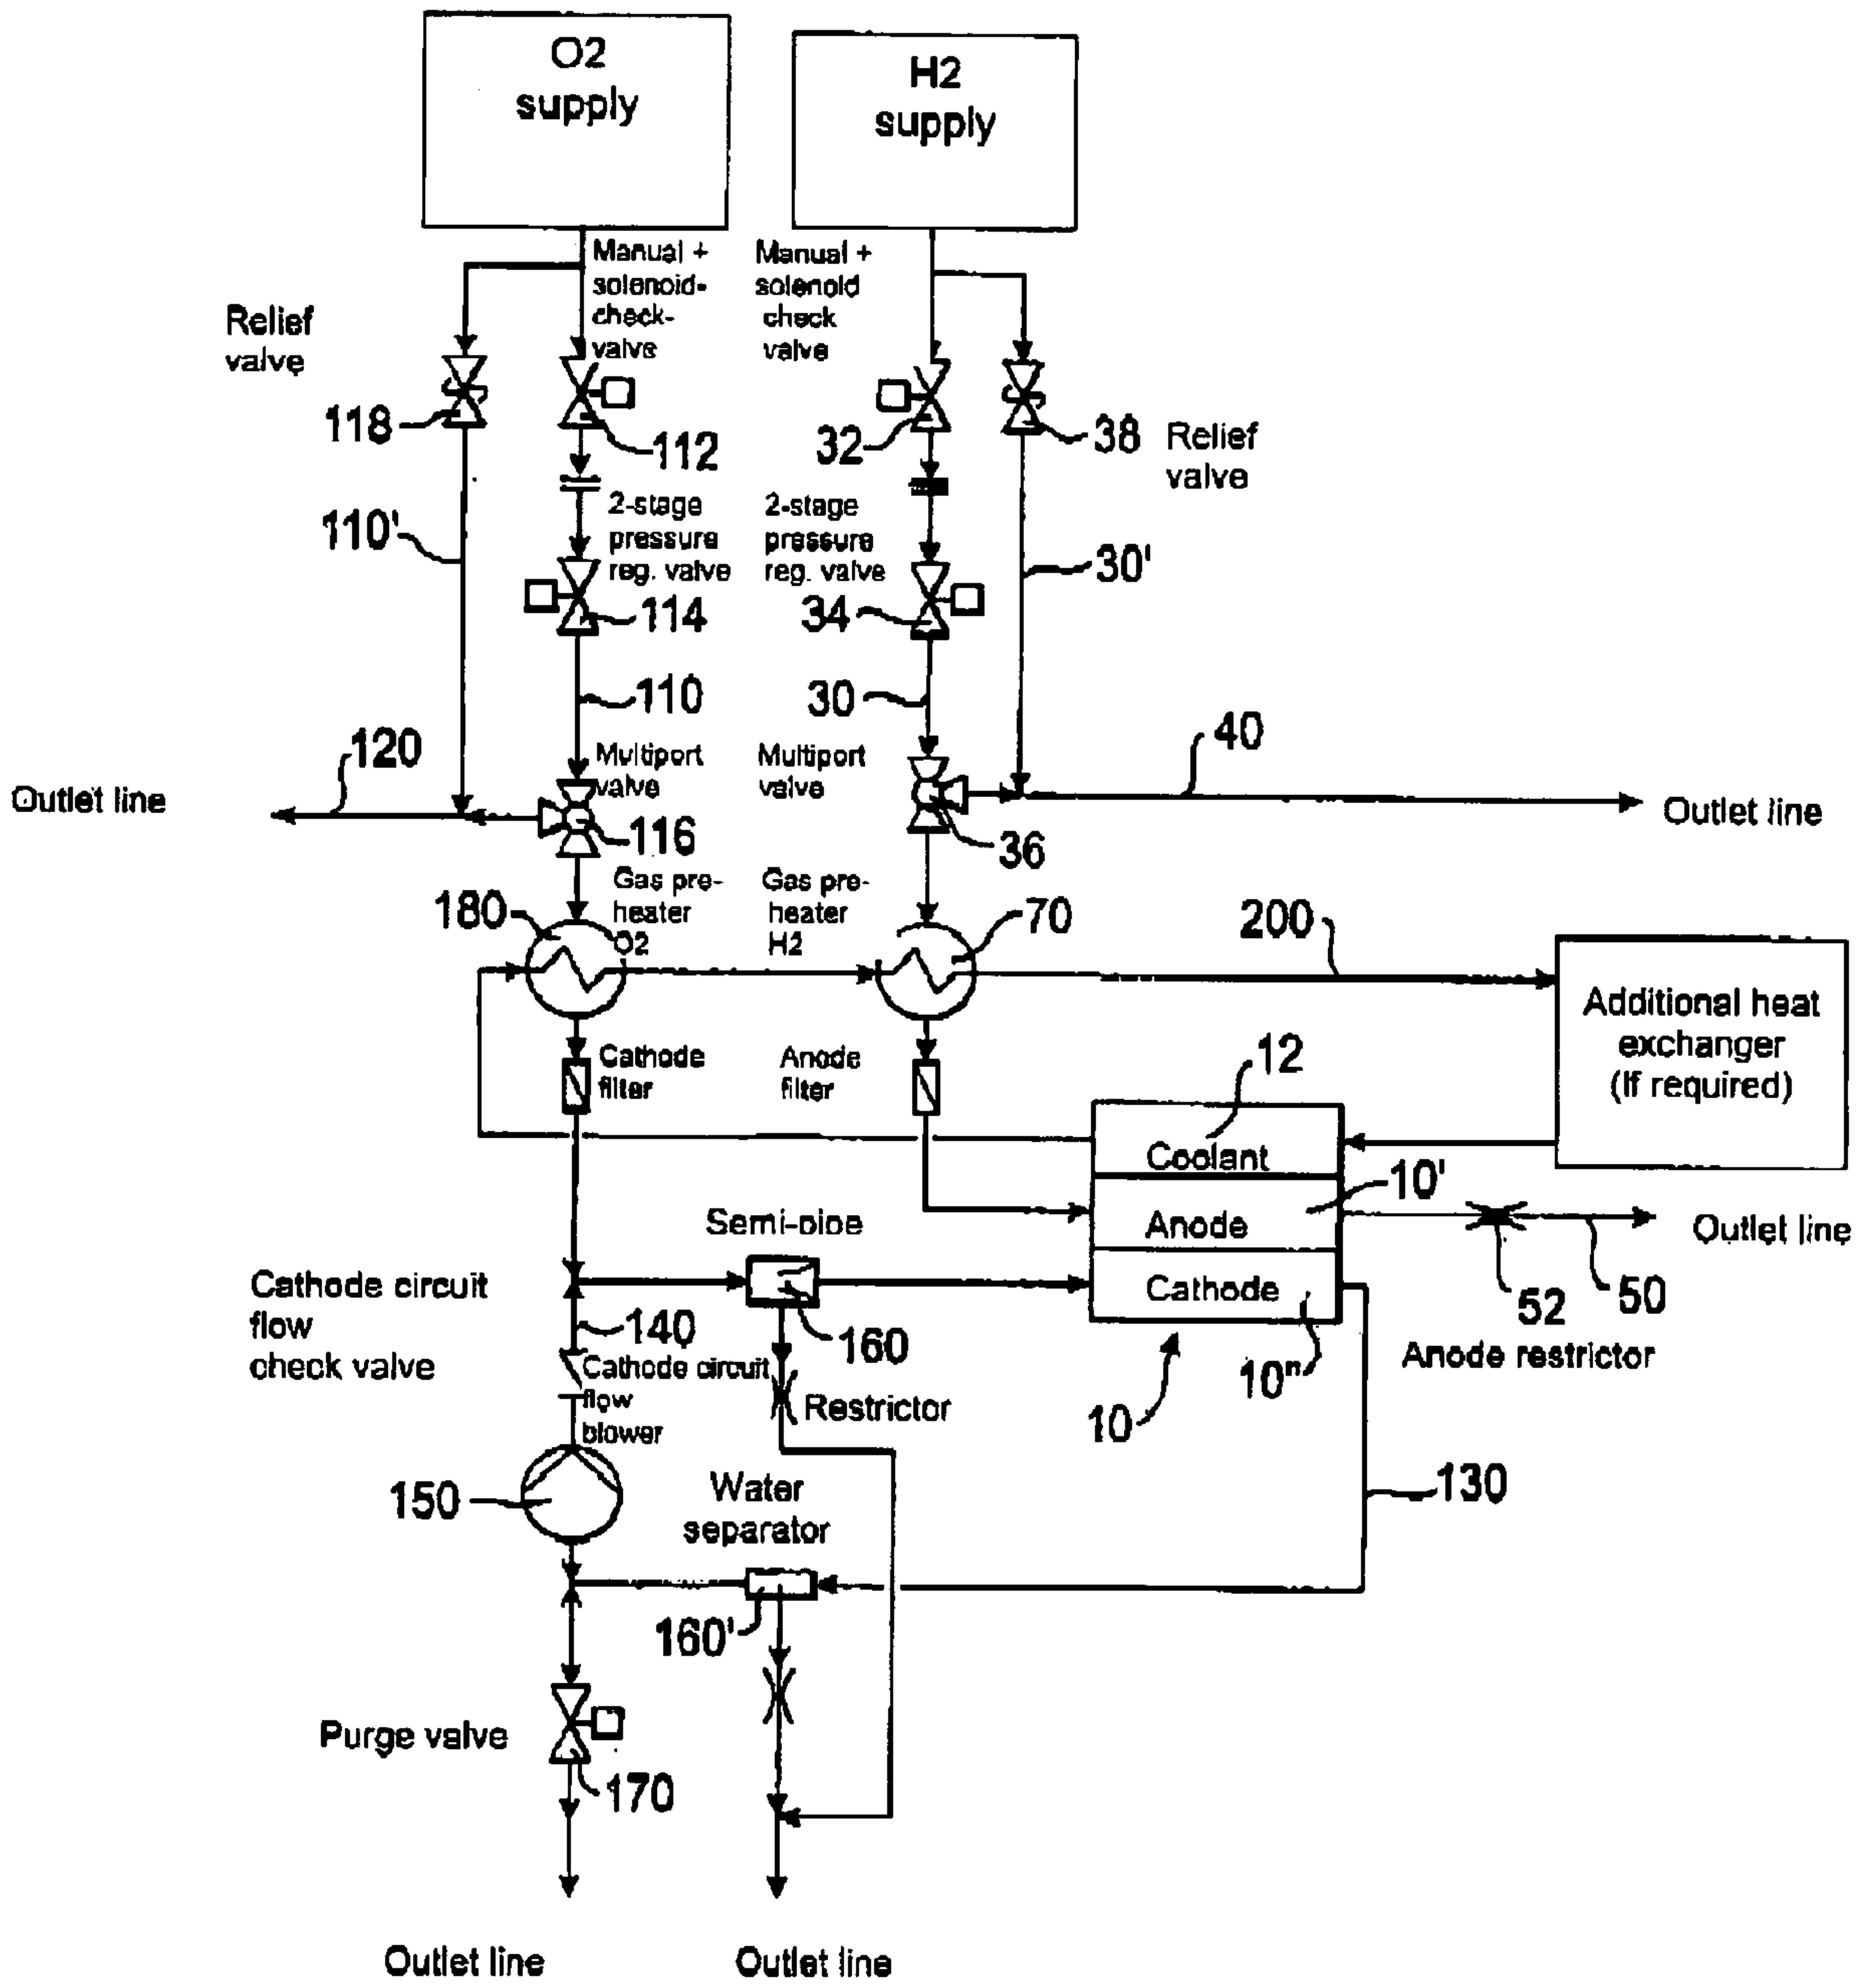 O2
supply
H2
supply
Manual +
solenoid-
check-
valve
Manual +
solenoid
check
valve
Relief
valve
118
112
32
38
Relief
valve
110'
2-stage
pressure
reg. valve
2-stage
pressure
reg. valve
30'
114
34
110
30
120
Multiport
valve
Multiport
valve
40
Outlet line
Outlet line
116
36
Gas pre-
heater
O2
Gas pre-
heater
H2
180
70
200
Additional heat
exchanger
(If required)
Cathode
filter
Anode
filter
12
Coolant
10'
Anode
Semi-pipe
Outlet line
Cathode
Cathode circuit
flow
check valve
140
160
52
50
10"
Anode restrictor
Cathode circuit
flow
blower
Restrictor
10
150
Water
separator
130
160'
Purge valve
170
Outlet line
Outlet line